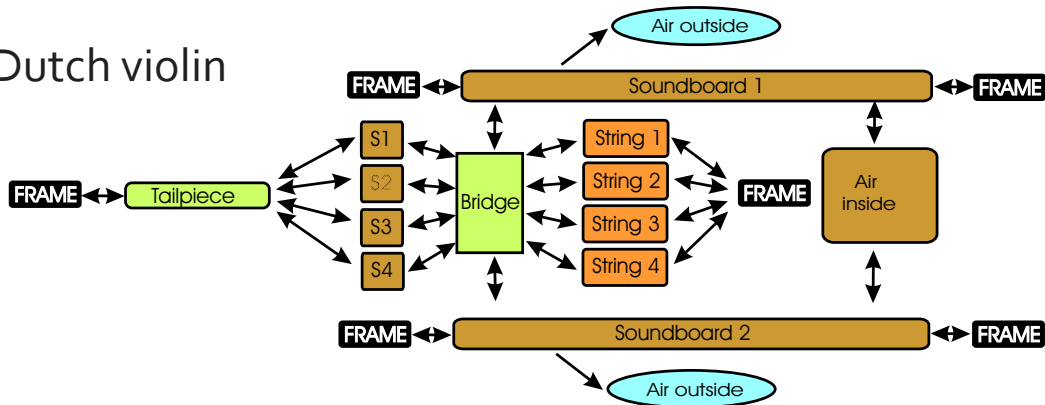 Dutch violin
Air outside
FRAME
Soundboard 1
FRAME
S1
S2
S3
S4
String 1
String 2
String 3
String 4
FRAME
Tailpiece
Bridge
FRAME
Air
inside
FRAME
Soundboard 2
FRAME
Air outside